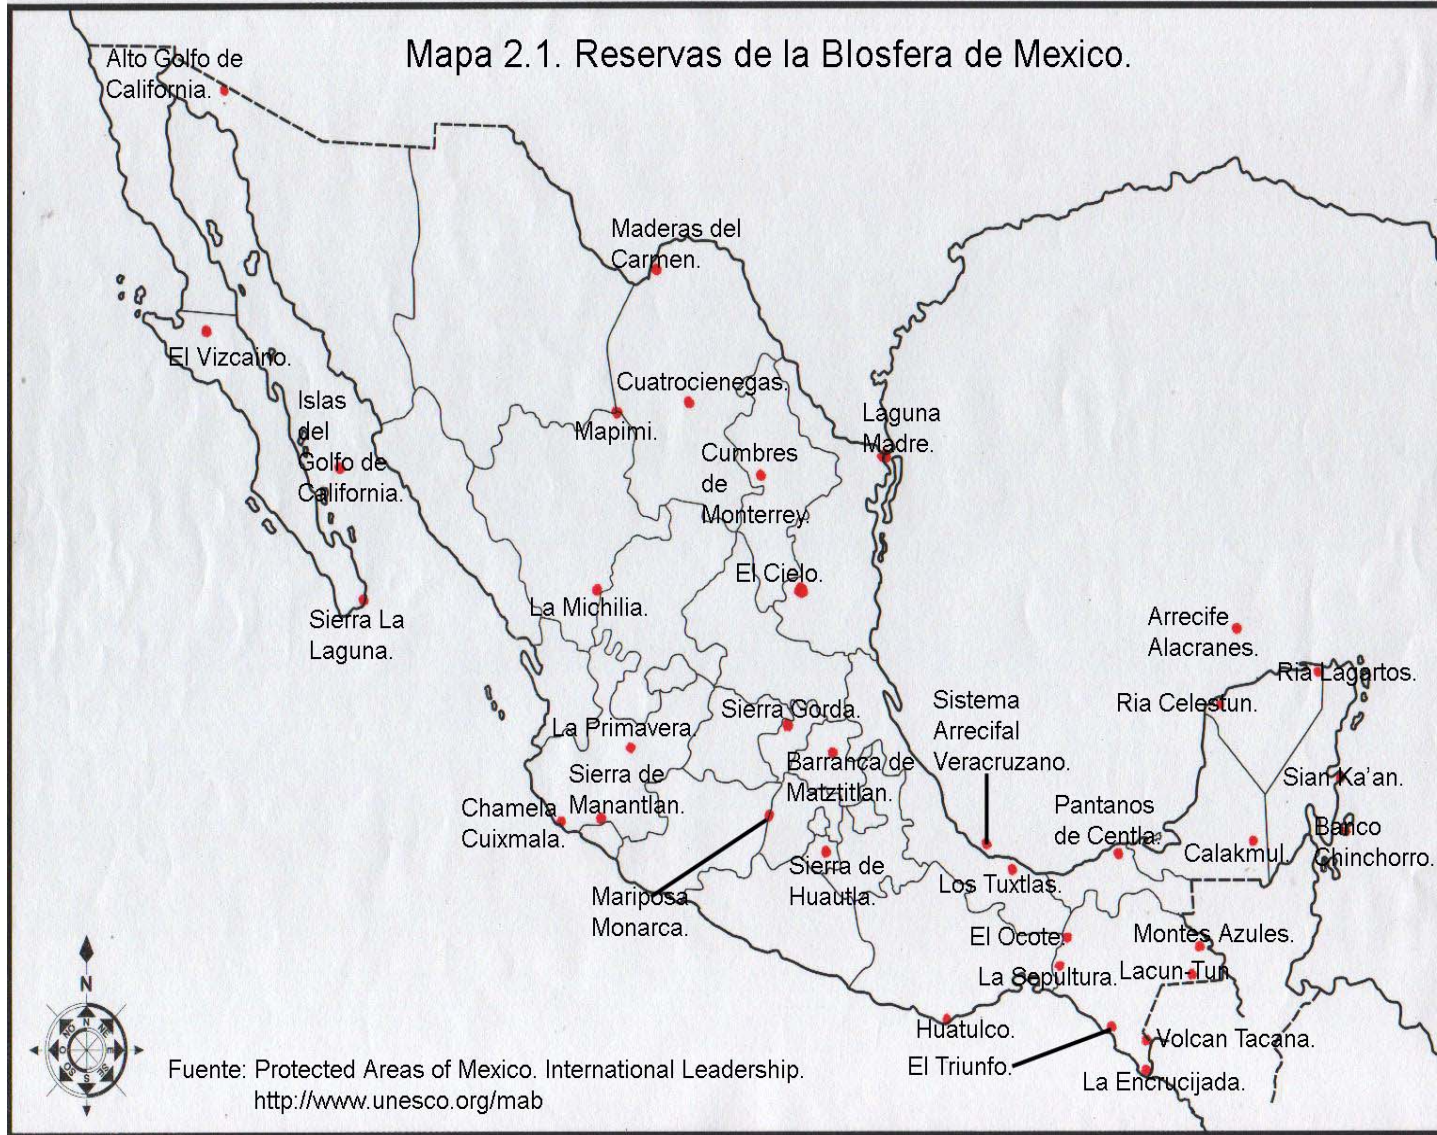 Mapa 2.1. Reservas de la Blosfera de Mexico.
Alto Golfo de
California.
Maderas del
Carmen.
El Vizcaino.
Islas
del
Golfo de
California.
Cuatrocienegas.
Mapimi.
Cumbres
de
Monterrey.
Laguna
Madre.
El Cielo.
La Michilia.
Sierra La
Laguna.
Arrecife
Alacranes.
Ria Lagartos.
Ria Celestun.
Sierra Gorda.
La Primavera.
Sistema
Arrecifal
Veracruzano.
Barranca de
Matztitlan.
Sierra de
Manantlan.
Sian Ka'an.
Chamela
Cuixmala.
Pantanos
de Centla.
Banco
Chinchorro.
Calakmul.
Sierra de
Huautla.
Los Tuxtlas.
Mariposa
Monarca.
El Ocote.
Montes Azules.
La Sepultura.
Lacun-Tun
Huatulco.
Volcan Tacana.
El Triunfo.
La Encrucijada.
N
N
NE
m
SE
S
SO
O
NO
Fuente: Protected Areas of Mexico. International Leadership.
http://www.unesco.org/mab